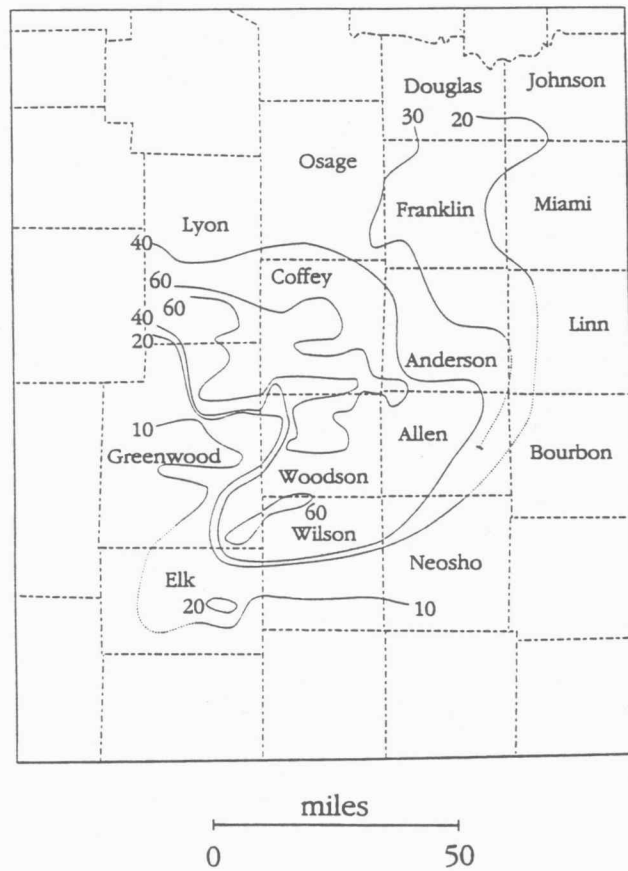 Douglas
Johnson
30
20
Osage
Franklin
Miami
Lyon
40
Coffey
60
60
40
Linn
20
Anderson
10
Allen
Greenwood
Bourbon
Woodson
60
Wilson
Neosho
Elk
20
10
miles
0
50